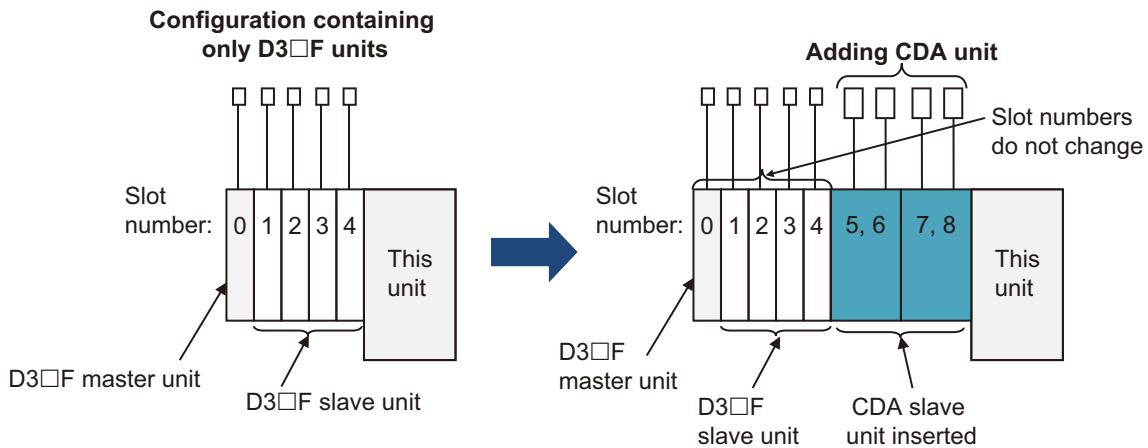 Configuration containing
only D3□F units
Slot
number:
0
1
2
3
4
This
unit
D3□F master unit
D3□F slave unit
Adding CDA unit
Slot numbers
do not change
Slot
number:
0
1
2
3
4
5, 6
7, 8
This
unit
D3□F
master unit
D3□F
slave unit
CDA slave
unit inserted